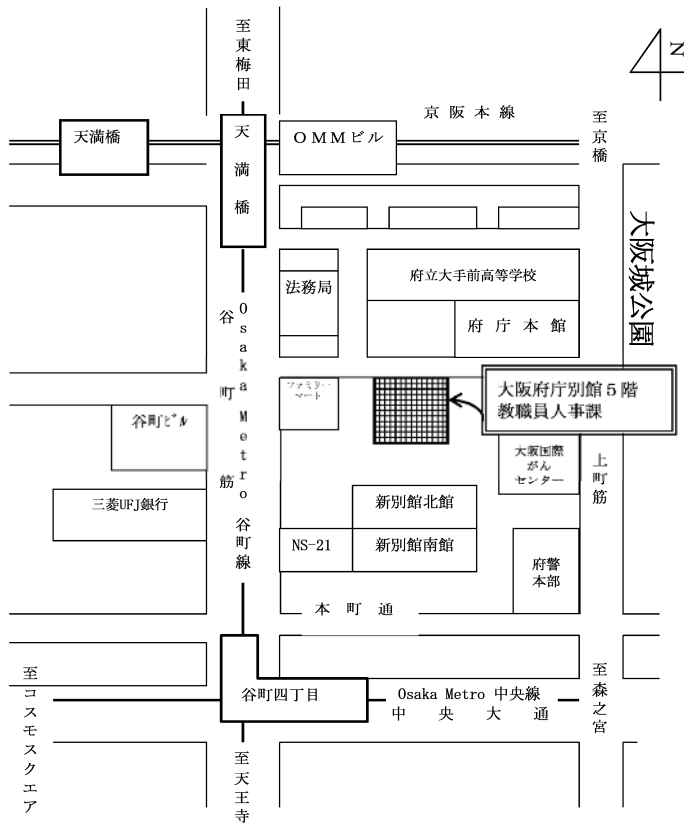 至東梅田
N
京阪本線
至京橋
天満橋
天満橋
OMMビル
大阪城公園
法務局
府立大手前高等学校
府庁本館
谷町筋
Osaka Metro 谷町線
ファミリーマート
大阪府庁別館5階
教職員人事課
谷町ビル
大阪国際
がん
センター
上町筋
三菱UFJ銀行
新別館北館
NS-21
新別館南館
府警
本部
本町通
至コスモスクエア
谷町四丁目
Osaka Metro 中央線
中央大通
至森之宮
至天王寺